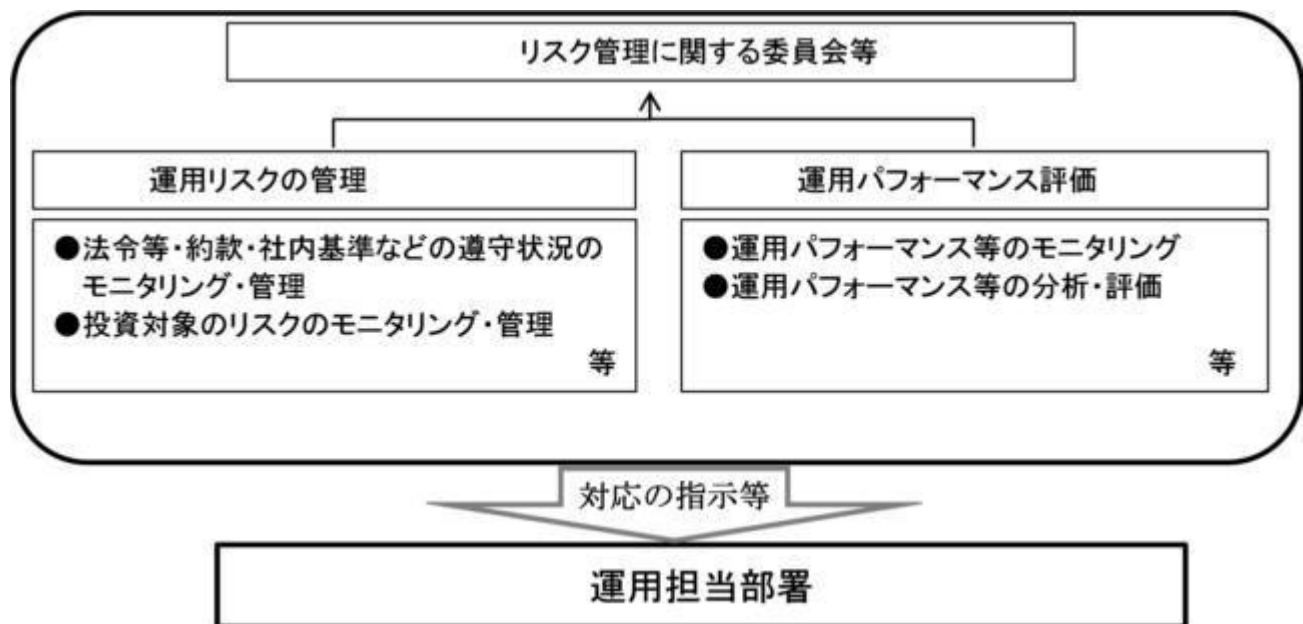 リスク管理に関する委員会等
運用リスクの管理
●法令等・約款・社内基準などの遵守状況の
モニタリング・管理
●投資対象のリスクのモニタリング・管理
等
運用パフォーマンス評価
●運用パフォーマンス等のモニタリング
●運用パフォーマンス等の分析・評価
等
対応の指示等
運用担当部署